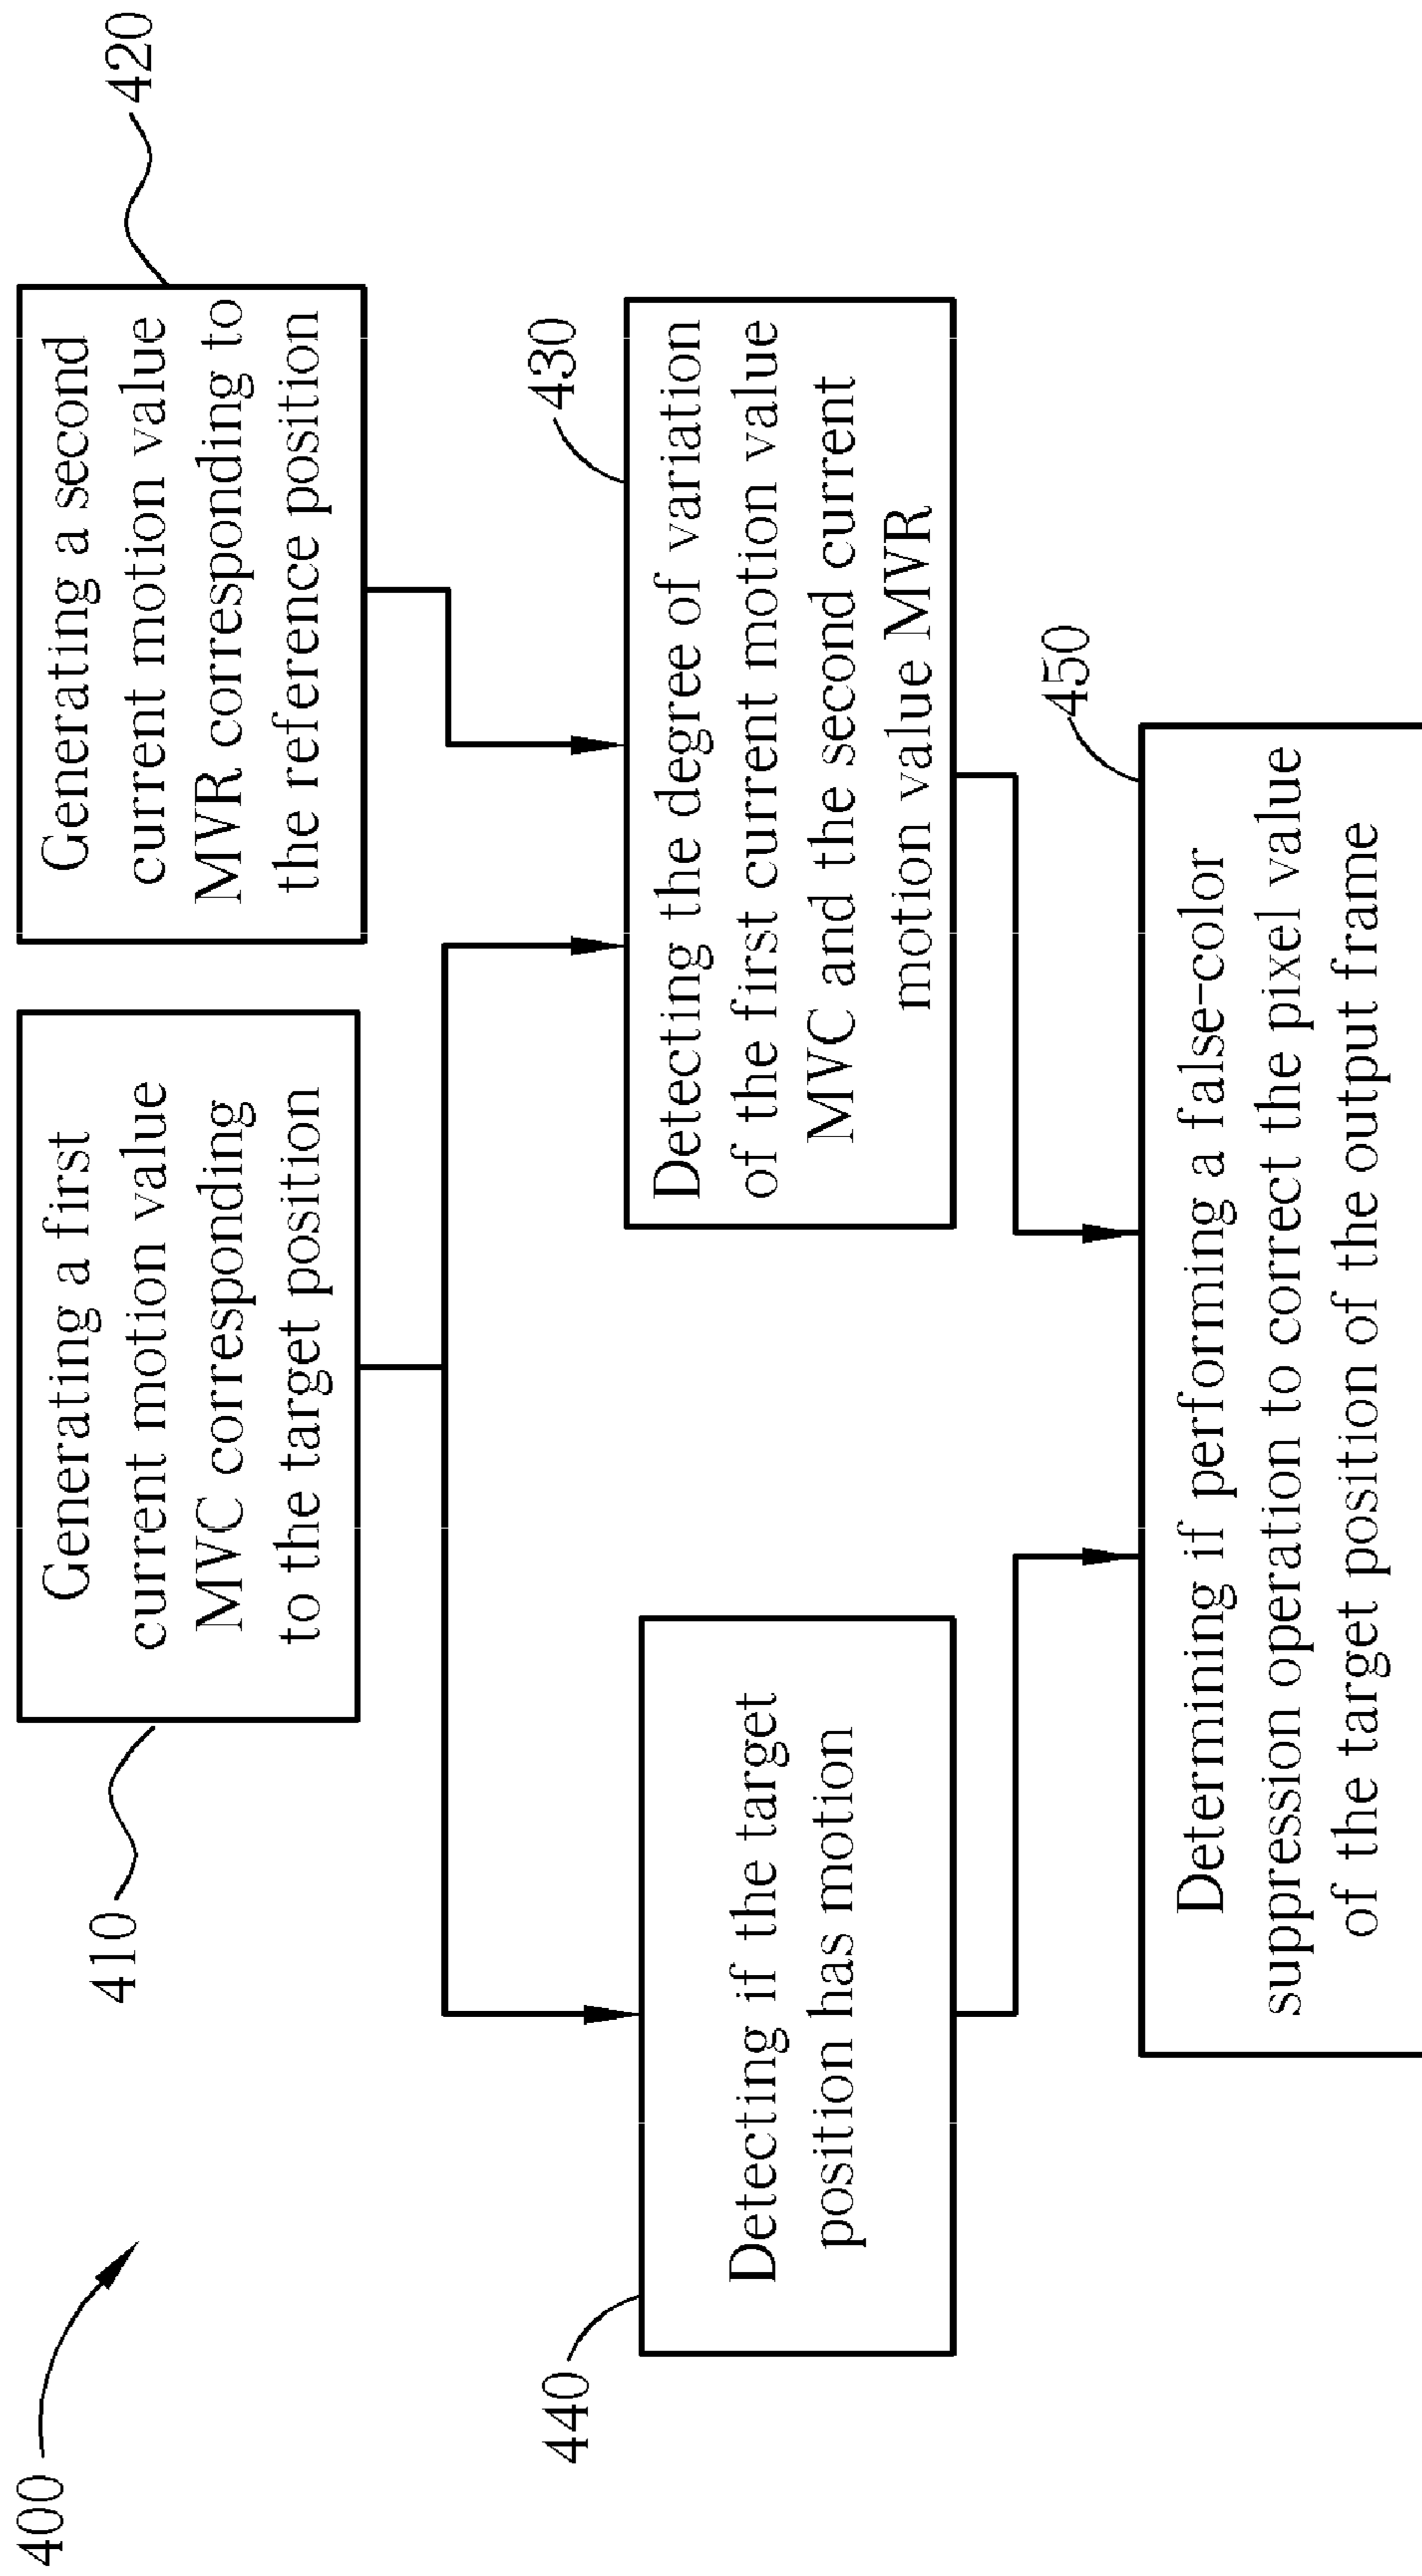 400
410
Generating a first
current motion value
MVC corresponding
to the target position
Generating a second
current motion value
MVR corresponding to
the reference position
420
440
Detecting if the target
position has motion
430
Detecting the degree of variation
of the first current motion value
MVC and the second current
motion value MVR
450
Determining if performing a false-color
suppression operation to correct the pixel value
of the target position of the output frame